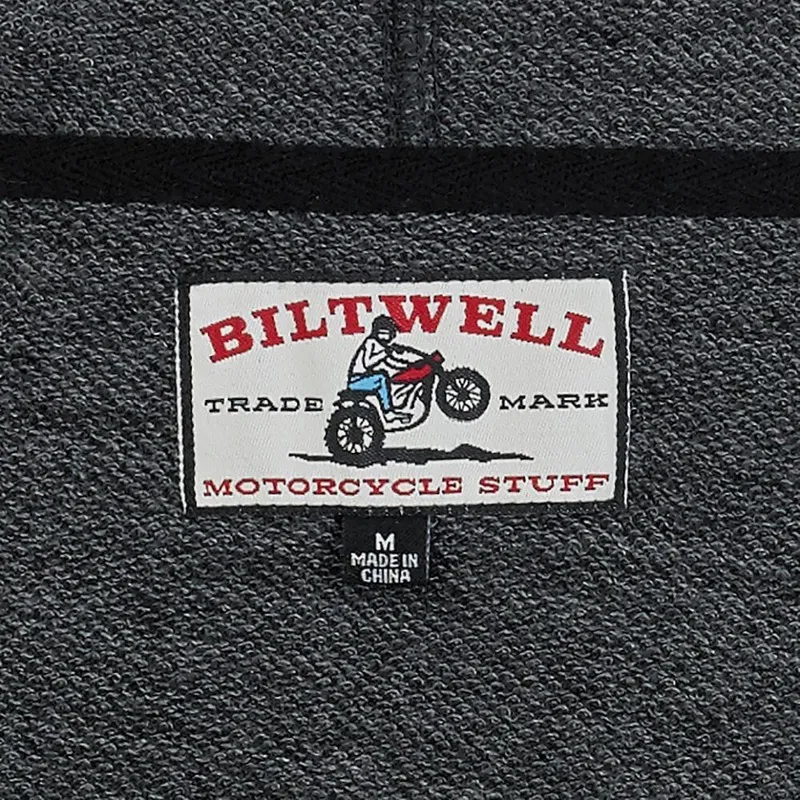 BILTWELL
TRADE MARK
MOTORCYCLE STUFF
M
MADE IN
CHINA